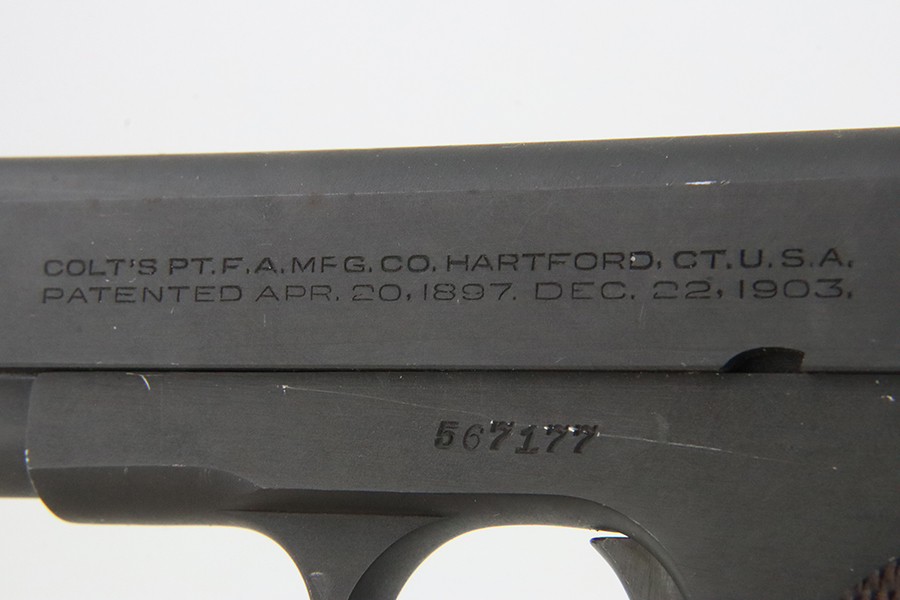 COLT'S PT.F.A.MFG.CO. HARTFORD, CT.U.S.A.
PATENTED APR. 20,1897. DEC. 22, 1903.
567177